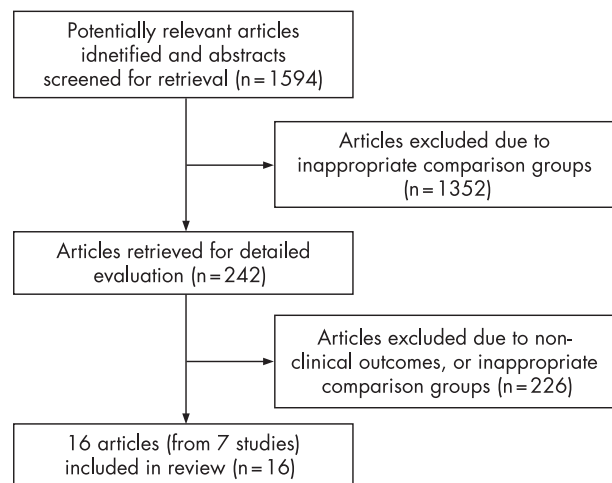 Potentially relevant articles
idnetified and abstracts
screened for retrieval (n=1594)
Articles excluded due to
inappropriate comparison groups
(n=1352)
Articles retrieved for detailed
evaluation (n=242)
Articles excluded due to non-
clinical outcomes, or inappropriate
comparison groups (n=226)
16 articles (from 7 studies)
included in review (n=16)